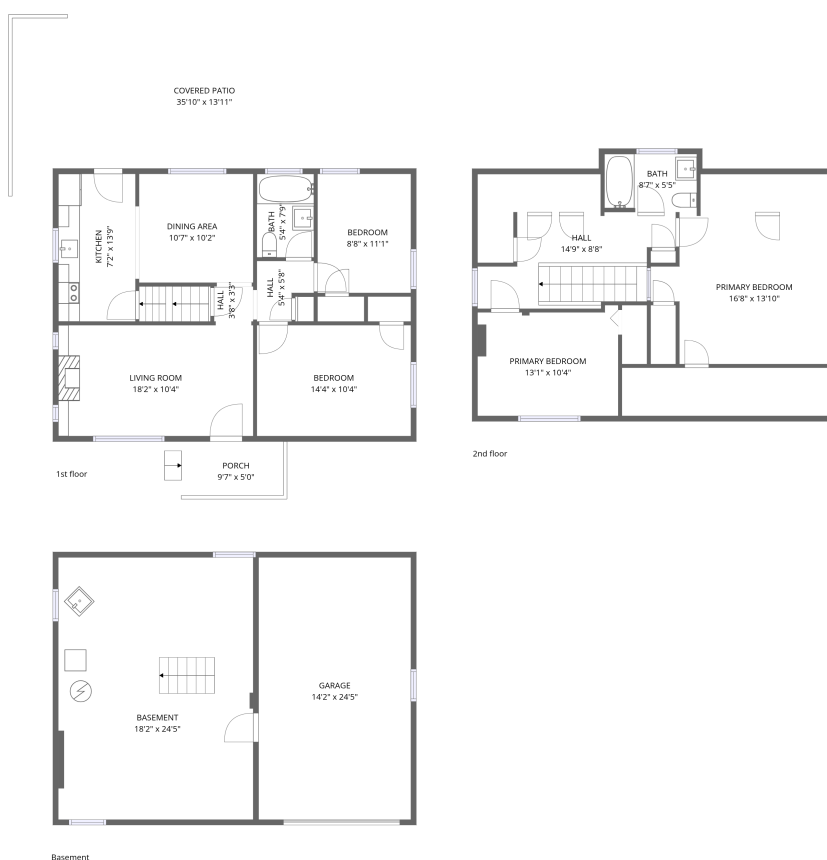 COVERED PATIO
35'10" x 13'11"
KITCHEN
7'2" x 13'9"
DINING AREA
10'7" x 10'2"
BATH
5'4" x 7'9"
BEDROOM
8'8" x 11'1"
HALL
3'8" x 3'3"
HALL
5'4" x 5'8"
LIVING ROOM
18'2" x 10'4"
BEDROOM
14'4" x 10'4"
PORCH
9'7" x 5'0"
1st floor
BATH
8'7" x 5'5"
HALL
14'9" x 8'8"
PRIMARY BEDROOM
16'8" x 13'10"
PRIMARY BEDROOM
13'1" x 10'4"
2nd floor
BASEMENT
18'2" x 24'5"
GARAGE
14'2" x 24'5"
Basement